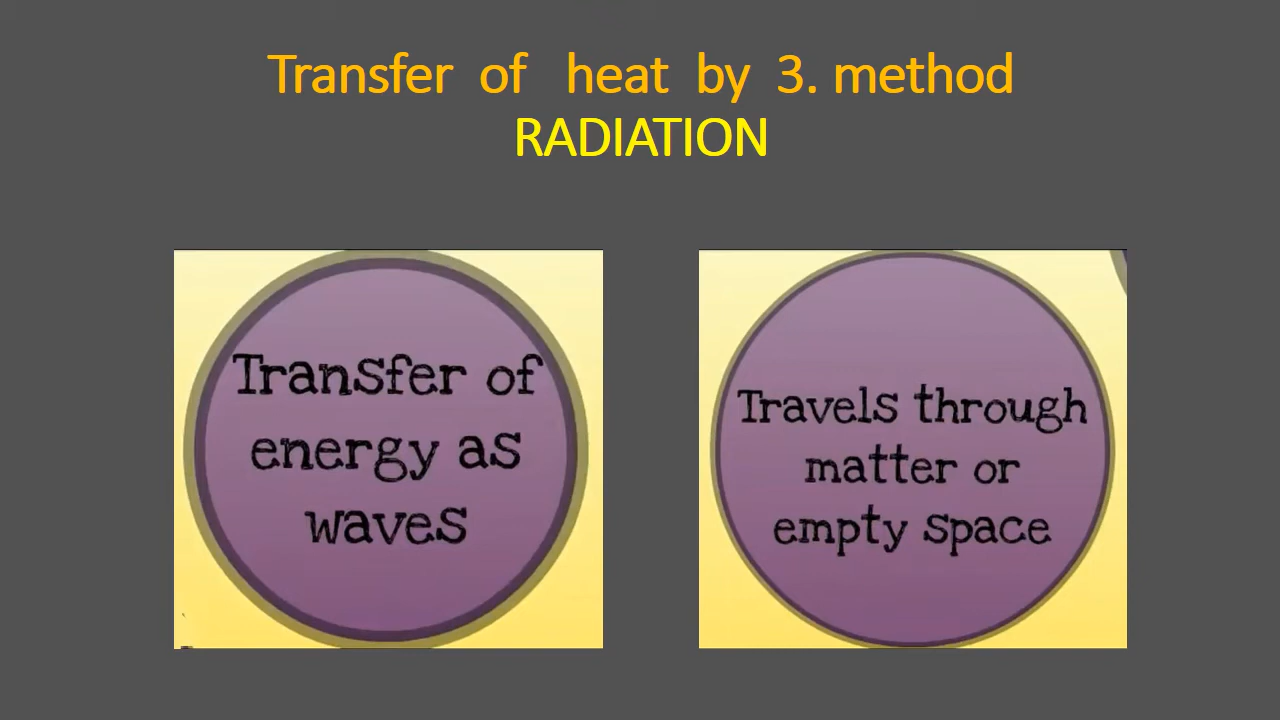 Transfer of heat by 3. method
RADIATION
Transfer of
energy as
waves
Travels through
matter or
empty space